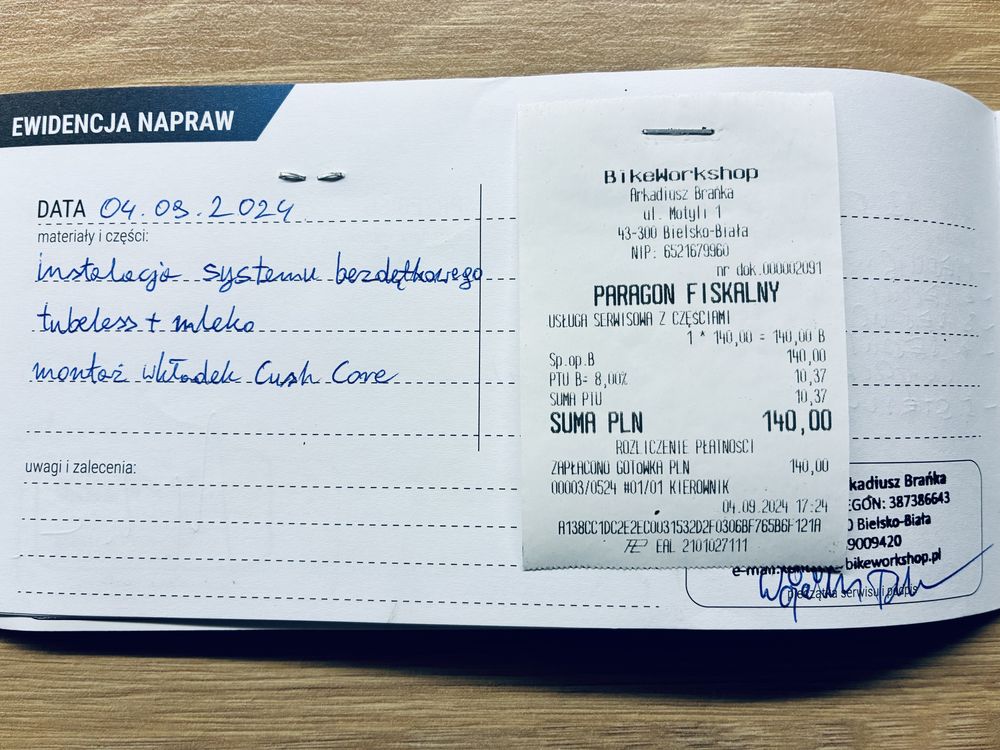 EWIDENCJA NAPRAW
DATA 04.09.2024
materiały i części:
instalacja systemu bezdętkowego
tubeless + mleko
montaż wkładek Cush Core
uwagi i zalecenia:
BikeWorkshop
Arkadiusz Brańka
ul. Motyli 1
43-300 Bielsko-Biała
NIP: 6521679960
nr dok.000002091
PARAGON FISKALNY
USŁUGA SERWISOWA Z CZĘŚCIAMI
1 * 140,00 = 140,00 B
Sp.op.B 140,00
PTU B= 8,00% 10,37
SUMA PTU 10,37
SUMA PLN 140,00
ROZLICZENIE PŁATNOŚCI
ZAPŁACONO GOTÓWKA PLN 140,00
00003/0524 #01/01 KIEROWNIK
04.09.2024 17:24
A138CC1DC2E2EC0031532D2F0306BF765B6F121A
EAL 2101027111
kadiusz Brańka
EGON: 387386643
0 Bielsko-Biała
9009420
bikeworkshop.pl
pieczątka serwisu i podpis